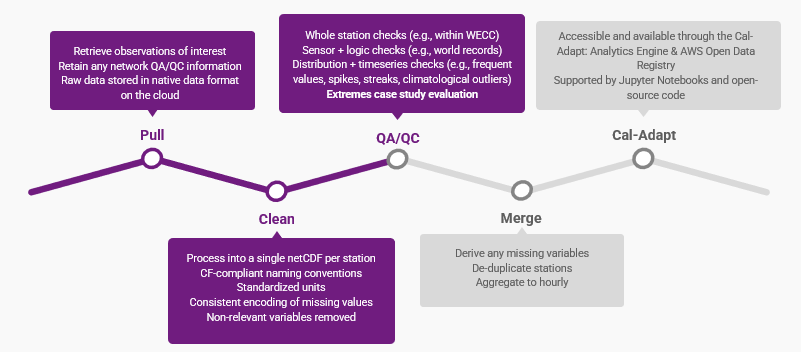 Retrieve observations of interest
Retain any network QA/QC information
Raw data stored in native data format
on the cloud
Pull
Clean
Process into a single netCDF per station
CF-compliant naming conventions
Standardized units
Consistent encoding of missing values
Non-relevant variables removed
Whole station checks (e.g., within WECC)
Sensor + logic checks (e.g., world records)
Distribution + timeseries checks (e.g., frequent
values, spikes, streaks, climatological outliers)
Extremes case study evaluation
QA/QC
Merge
Derive any missing variables
De-duplicate stations
Aggregate to hourly
Accessible and available through the Cal-
Adapt: Analytics Engine & AWS Open Data
Registry
Supported by Jupyter Notebooks and open-
source code
Cal-Adapt